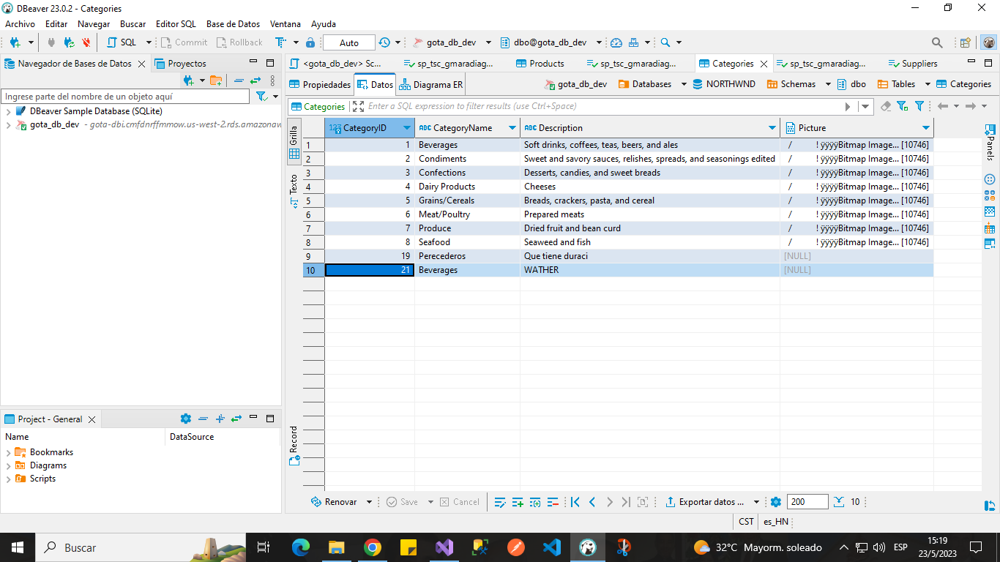 DBeaver 23.0.2 - Categories
Archivo Editar Navegar Buscar Editor SQL Base de Datos Ventana Ayuda
SQL Commit Rollback Auto gota_db_dev dbo@gota_db_dev
Navegador de Bases de Datos Proyectos
<gota_db_dev> Sc... sp_tsc_gmaradiag... Products sp_tsc_gmaradiag... Categories sp_tsc_gmaradiag... Suppliers
Propiedades Datos Diagrama ER gota_db_dev Databases NORTHWND Schemas dbo Tables Categories
Ingrese parte del nombre de un objeto aquí
DBeaver Sample Database (SQLite)
gota_db_dev - gota-dbi.cmfdnrffmmow.us-west-2.rds.amazonaw
Categories Enter a SQL expression to filter results (use Ctrl+Space)
Grilla
Texto
Record
Panels
123 CategoryID ABC CategoryName ABC Description Picture
1 1 Beverages Soft drinks, coffees, teas, beers, and ales / ! ÿÿÿÿBitmap Image... [10746]
2 2 Condiments Sweet and savory sauces, relishes, spreads, and seasonings edited / ! ÿÿÿÿBitmap Image... [10746]
3 3 Confections Desserts, candies, and sweet breads / ! ÿÿÿÿBitmap Image... [10746]
4 4 Dairy Products Cheeses / ! ÿÿÿÿBitmap Image... [10746]
5 5 Grains/Cereals Breads, crackers, pasta, and cereal / ! ÿÿÿÿBitmap Image... [10746]
6 6 Meat/Poultry Prepared meats / ! ÿÿÿÿBitmap Image... [10746]
7 7 Produce Dried fruit and bean curd / ! ÿÿÿÿBitmap Image... [10746]
8 8 Seafood Seaweed and fish / ! ÿÿÿÿBitmap Image... [10746]
9 19 Perecederos Que tiene duraci [NULL]
10 21 Beverages WATHER [NULL]
Project - General
Name DataSource
Bookmarks
Diagrams
Scripts
Renovar Save Cancel Exportar datos ... 200 10
CST es_HN
Buscar
32°C Mayorm. soleado ESP
15:19
23/5/2023